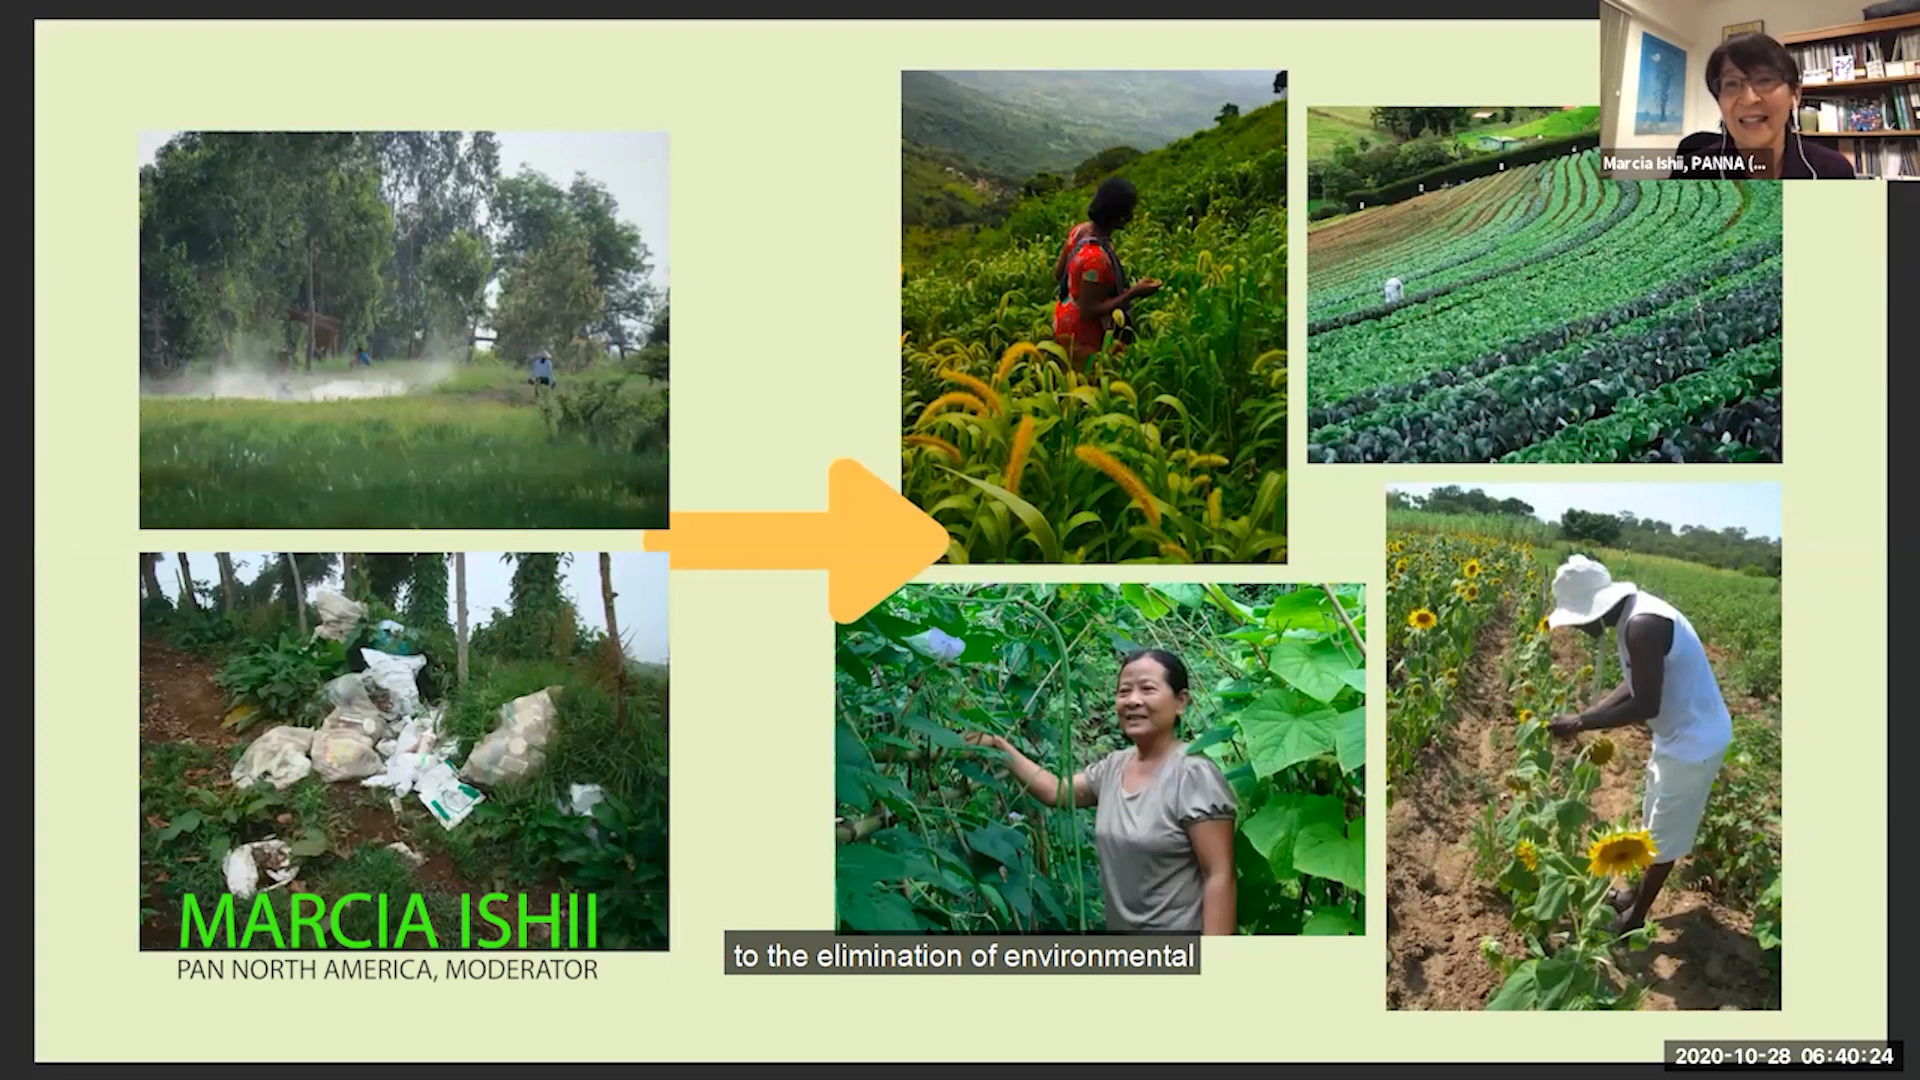 Marcia Ishii, PANNA (...
MARCIA ISHII
PAN NORTH AMERICA, MODERATOR
to the elimination of environmental
2020-10-28 06:40:24